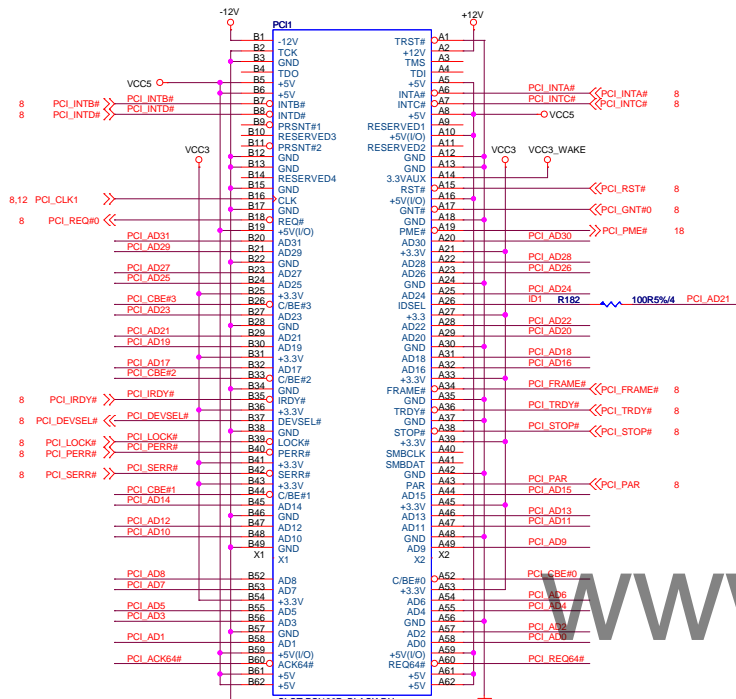 -12V +12V
PCI1
B1 -12V TRST# A1
B2 TCK +12V A2
B3 GND TMS A3
B4 TDO TDI A4
VCC5 B5 +5V +5V A5
B6 +5V INTA# A6 PCI_INTA# PCI_INTA# 8
8 PCI_INTB# PCI_INTB# B7 INTB# INTC# A7 PCI_INTC# PCI_INTC# 8
8 PCI_INTD# PCI_INTD# B8 INTD# +5V A8 VCC5
B9 PRSNT#1 RESERVED1 A9
B10 RESERVED3 +5V(I/O) A10
B11 PRSNT#2 RESERVED2 A11
VCC3 B12 GND GND A12 VCC3 VCC3_WAKE
B13 GND GND A13
B14 RESERVED4 3.3VAUX A14
B15 GND RST# A15 PCI_RST# 8
8,12 PCI_CLK1 B16 CLK +5V(I/O) A16
B17 GND GNT# A17 PCI_GNT#0 8
8 PCI_REQ#0 B18 REQ# GND A18
B19 +5V(I/O) PME# A19 PCI_PME# 18
PCI_AD31 B20 AD31 AD30 A20 PCI_AD30
PCI_AD29 B21 AD29 +3.3V A21
B22 GND AD28 A22 PCI_AD28
PCI_AD27 B23 AD27 AD26 A23 PCI_AD26
PCI_AD25 B24 AD25 GND A24
B25 +3.3V AD24 A25 PCI_AD24
PCI_CBE#3 B26 C/BE#3 IDSEL A26 ID1 R182 100R5%/4 PCI_AD21
PCI_AD23 B27 AD23 +3.3 A27
B28 GND AD22 A28 PCI_AD22
PCI_AD21 B29 AD21 AD20 A29 PCI_AD20
PCI_AD19 B30 AD19 GND A30
B31 +3.3V AD18 A31 PCI_AD18
PCI_AD17 B32 AD17 AD16 A32 PCI_AD16
PCI_CBE#2 B33 C/BE#2 +3.3V A33
B34 GND FRAME# A34 PCI_FRAME# PCI_FRAME# 8
8 PCI_IRDY# PCI_IRDY# B35 IRDY# GND A35
B36 +3.3V TRDY# A36 PCI_TRDY# PCI_TRDY# 8
8 PCI_DEVSEL# PCI_DEVSEL# B37 DEVSEL# GND A37
B38 GND STOP# A38 PCI_STOP# PCI_STOP# 8
8 PCI_LOCK# PCI_LOCK# B39 LOCK# +3.3V A39
8 PCI_PERR# PCI_PERR# B40 PERR# SMBCLK A40
B41 +3.3V SMBDAT A41
8 PCI_SERR# PCI_SERR# B42 SERR# GND A42
B43 +3.3V PAR A43 PCI_PAR PCI_PAR 8
PCI_CBE#1 B44 C/BE#1 AD15 A44 PCI_AD15
PCI_AD14 B45 AD14 +3.3V A45
B46 GND AD13 A46 PCI_AD13
PCI_AD12 B47 AD12 AD11 A47 PCI_AD11
PCI_AD10 B48 AD10 GND A48
B49 GND AD9 A49 PCI_AD9
X1 X1 X2 X2
PCI_AD8 B52 AD8 C/BE#0 A52 PCI_CBE#0
PCI_AD7 B53 AD7 +3.3V A53
B54 +3.3V AD6 A54 PCI_AD6
PCI_AD5 B55 AD5 AD4 A55 PCI_AD4
PCI_AD3 B56 AD3 GND A56
B57 GND AD2 A57 PCI_AD2
PCI_AD1 B58 AD1 AD0 A58 PCI_AD0
B59 +5V(I/O) +5V(I/O) A59
PCI_ACK64# B60 ACK64# REQ64# A60 PCI_REQ64#
B61 +5V +5V A61
B62 +5V +5V A62